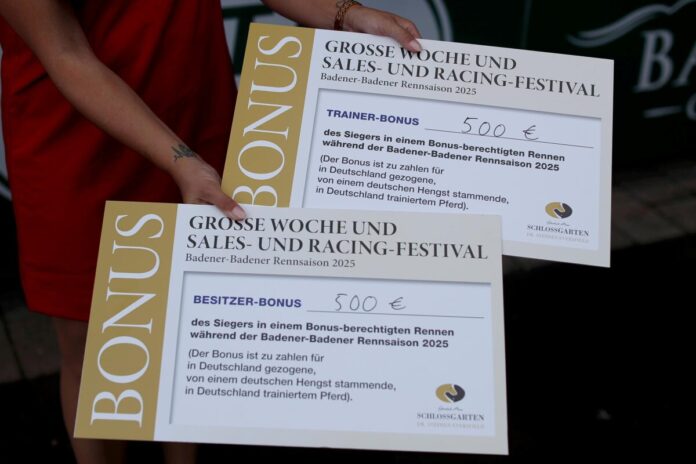 BONUS
GROSSE WOCHE UND
SALES- UND RACING-FESTIVAL
Badener-Badener Rennsaison 2025
TRAINER-BONUS 500 €
des Siegers in einem Bonus-berechtigten Rennen
während der Badener-Badener Rennsaison 2025
(Der Bonus ist zu zahlen für
in Deutschland gezogene,
von einem deutschen Hengst stammende,
in Deutschland trainiertem Pferd).
SCHLOSSGARTEN
BONUS
GROSSE WOCHE UND
SALES- UND RACING-FESTIVAL
Badener-Badener Rennsaison 2025
BESITZER-BONUS 500 €
des Siegers in einem Bonus-berechtigten Rennen
während der Badener-Badener Rennsaison 2025
(Der Bonus ist zu zahlen für
in Deutschland gezogene,
von einem deutschen Hengst stammende,
in Deutschland trainiertem Pferd).
SCHLOSSGARTEN